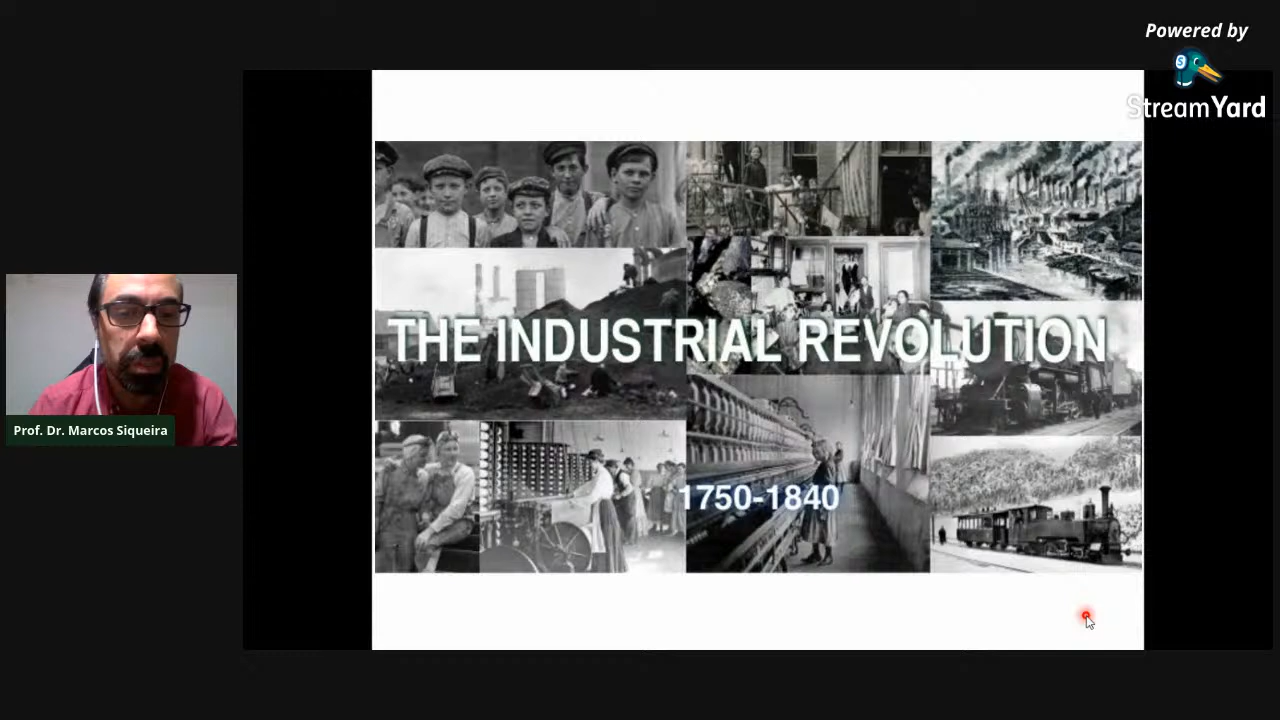 Powered by
StreamYard
THE INDUSTRIAL REVOLUTION
1750-1840
Prof. Dr. Marcos Siqueira